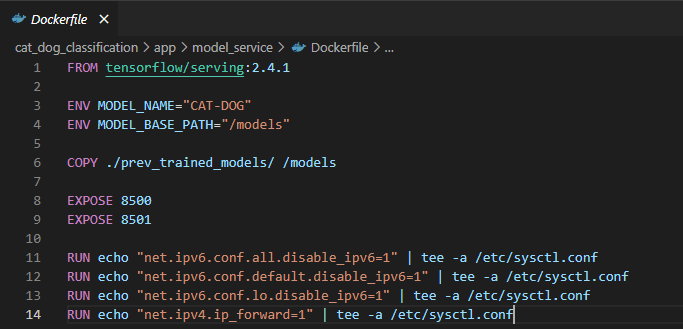 Dockerfile ×
cat_dog_classification > app > model_service > Dockerfile > ...
1 FROM tensorflow/serving:2.4.1
2
3 ENV MODEL_NAME="CAT-DOG"
4 ENV MODEL_BASE_PATH="/models"
5
6 COPY ./prev_trained_models/ /models
7
8 EXPOSE 8500
9 EXPOSE 8501
10
11 RUN echo "net.ipv6.conf.all.disable_ipv6=1" | tee -a /etc/sysctl.conf
12 RUN echo "net.ipv6.conf.default.disable_ipv6=1" | tee -a /etc/sysctl.conf
13 RUN echo "net.ipv6.conf.lo.disable_ipv6=1" | tee -a /etc/sysctl.conf
14 RUN echo "net.ipv4.ip_forward=1" | tee -a /etc/sysctl.conf